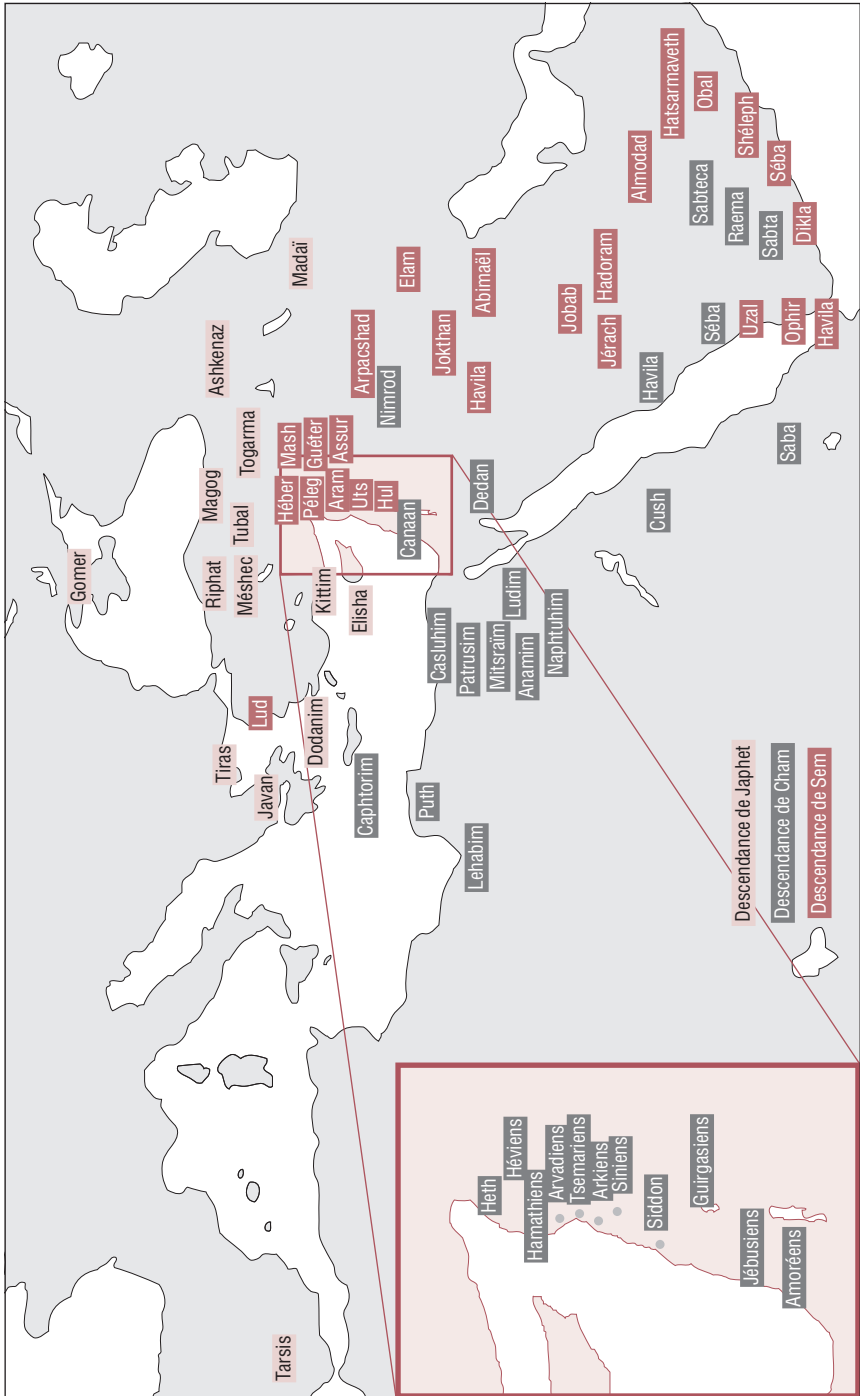 Gomer
Magog
Ashkenaz
Riphat
Tubal
Togarma
Méshec
Madaï
Tiras
Lud
Javan
Dodanim
Kittim
Elisha
Tarsis
Héber
Mash
Péleg
Guéter
Aram
Assur
Uts
Hul
Canaan
Arpacshad
Nimrod
Elam
Jokthan
Havila
Abimaël
Caphtorim
Puth
Lehabim
Casluhim
Patrusim
Mitsraïm
Ludim
Anamim
Naphtuhim
Dedan
Jobab
Hadoram
Jérach
Almodad
Hatsarmaveth
Havila
Cush
Obal
Sabteca
Séba
Raema
Shéleph
Uzal
Sabta
Séba
Saba
Ophir
Dikla
Havila
Descendance de Japhet
Descendance de Cham
Descendance de Sem
Heth
Héviens
Hamathiens
Arvadiens
Tsemariens
Arkiens
Siniens
Siddon
Guirgasiens
Jébusiens
Amoréens